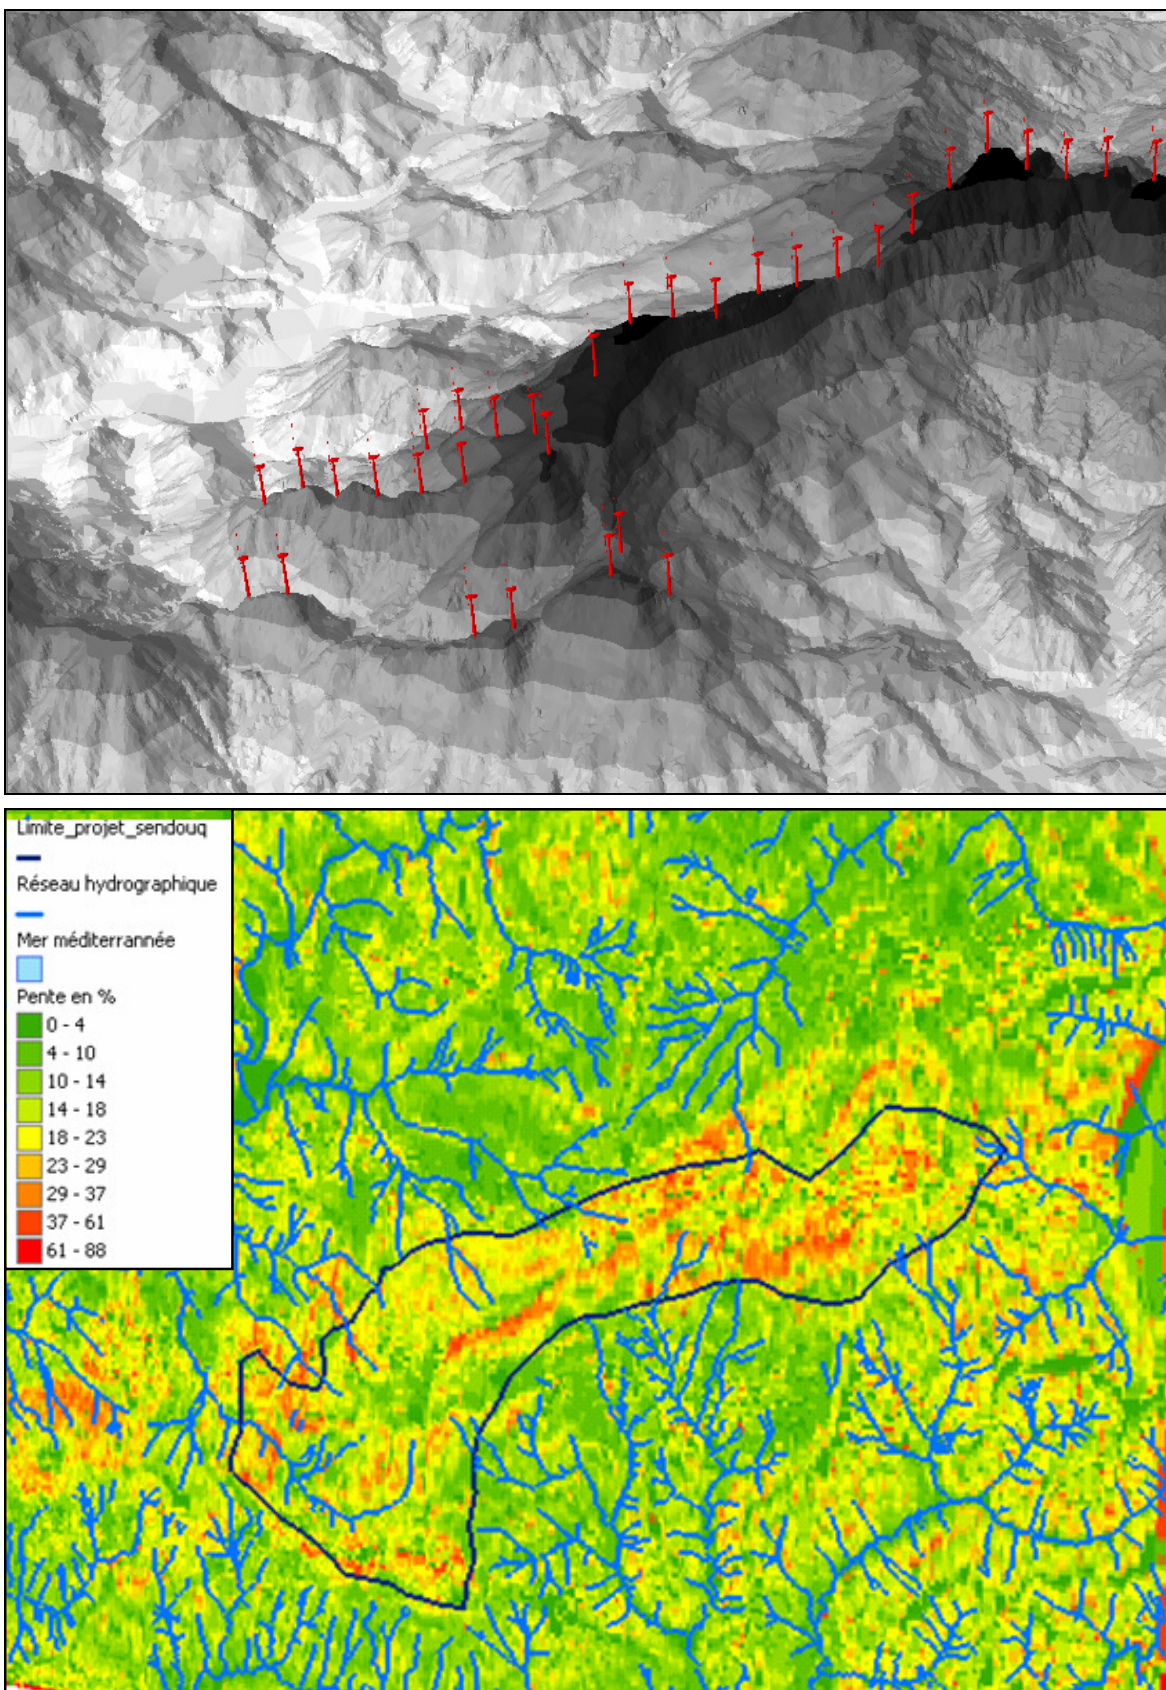 Limite_projet_sendouq
Réseau hydrographique
Mer méditerrannée
Pente en %
0 - 4
4 - 10
10 - 14
14 - 18
18 - 23
23 - 29
29 - 37
37 - 61
61 - 88